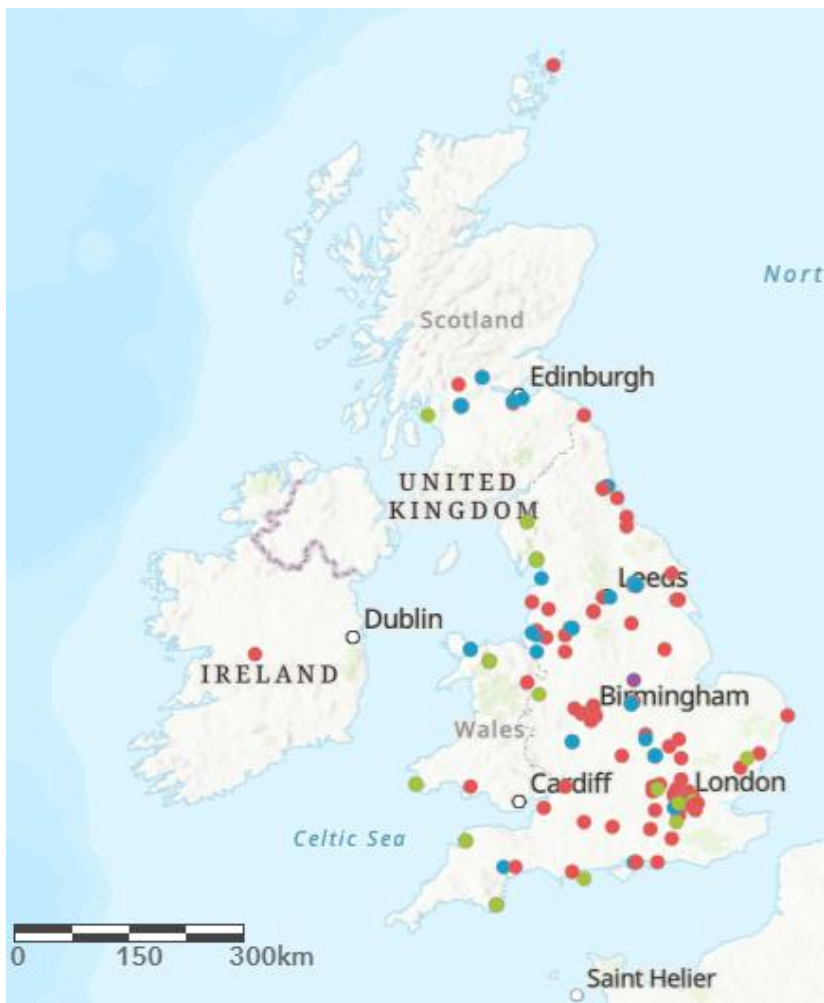 Nort
Scotland
Edinburgh
UNITED
KINGDOM
Leeds
Dublin
IRELAND
Birmingham
Wales
Cardiff
London
Celtic Sea
0 150 300km
Saint Helier